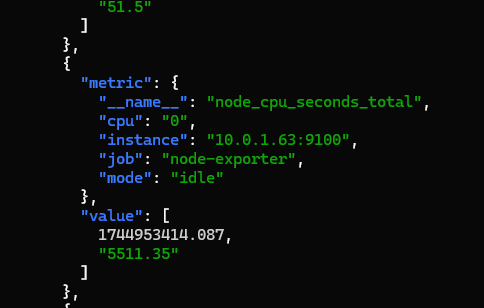 "51.5"
]
},
{
"metric": {
"__name__": "node_cpu_seconds_total",
"cpu": "0",
"instance": "10.0.1.63:9100",
"job": "node-exporter",
"mode": "idle"
},
"value": [
1744953414.087,
"5511.35"
]
},
{